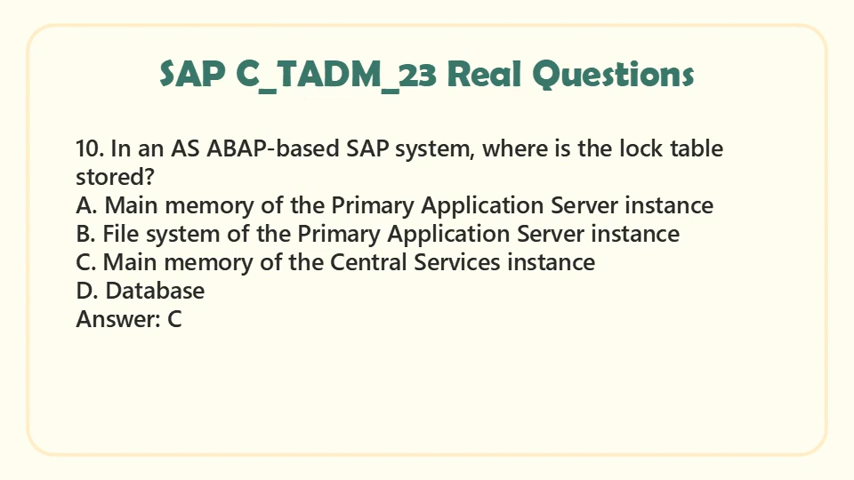 SAP C_TADM_23 Real Questions
10. In an AS ABAP-based SAP system, where is the lock table
stored?
A. Main memory of the Primary Application Server instance
B. File system of the Primary Application Server instance
C. Main memory of the Central Services instance
D. Database
Answer: C